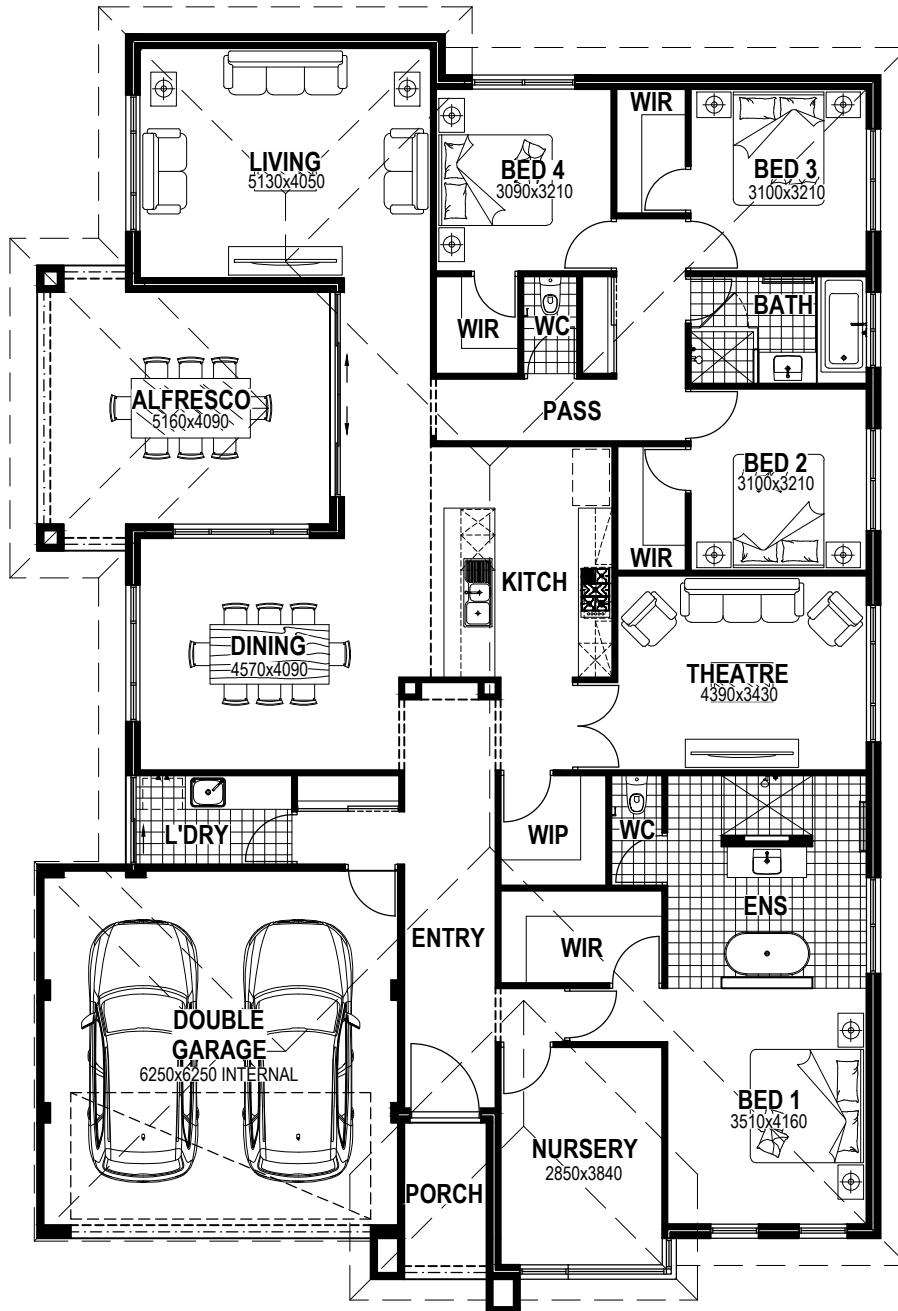 LIVING
5130x4050
BED 4
3090x3210
WIR
BED 3
3100x3210
WIR
WC
BATH
ALFRESCO
5160x4090
PASS
BED 2
3100x3210
WIR
KITCH
DINING
4570x4090
THEATRE
4390x3430
L'DRY
WIP
WC
ENS
ENTRY
WIR
DOUBLE
GARAGE
6250x6250 INTERNAL
BED 1
3510x4160
NURSERY
2850x3840
PORCH